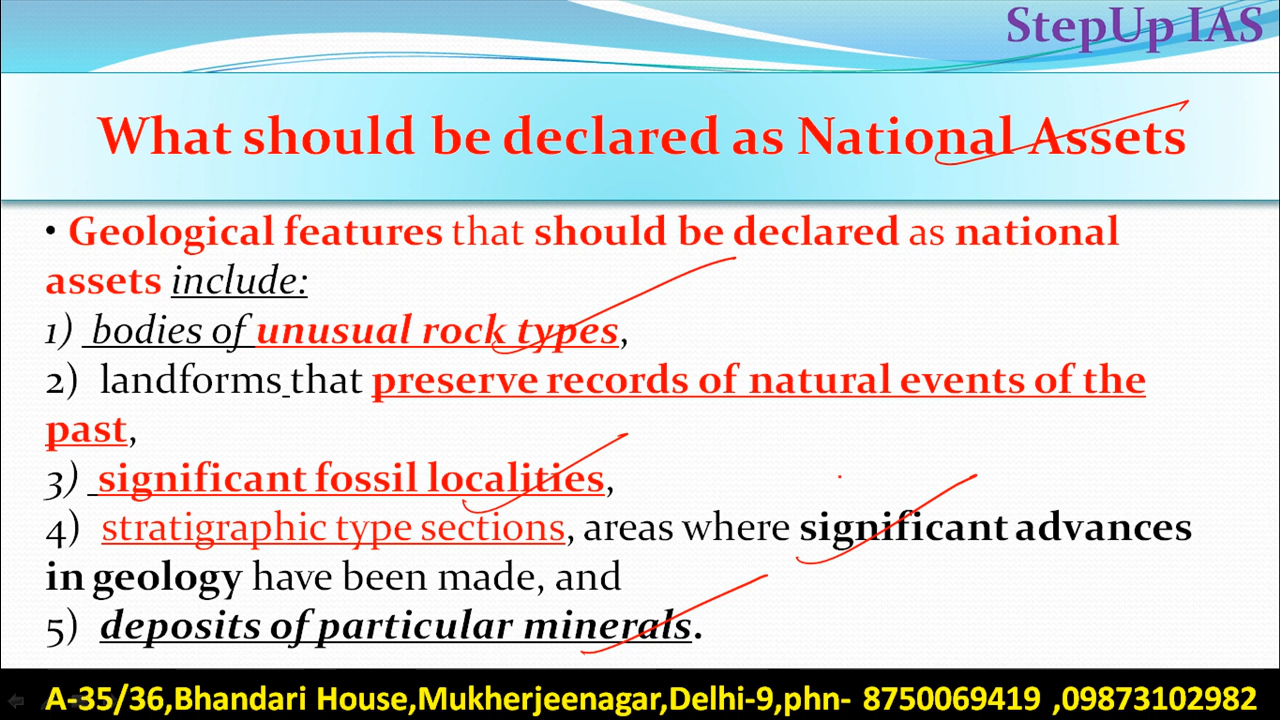 StepUp IAS
What should be declared as National Assets
• Geological features that should be declared as national
assets include:
1) bodies of unusual rock types,
2) landforms that preserve records of natural events of the
past,
3) significant fossil localities,
4) stratigraphic type sections, areas where significant advances
in geology have been made, and
5) deposits of particular minerals.
A-35/36,Bhandari House,Mukherjeenagar,Delhi-9,phn- 8750069419 ,09873102982